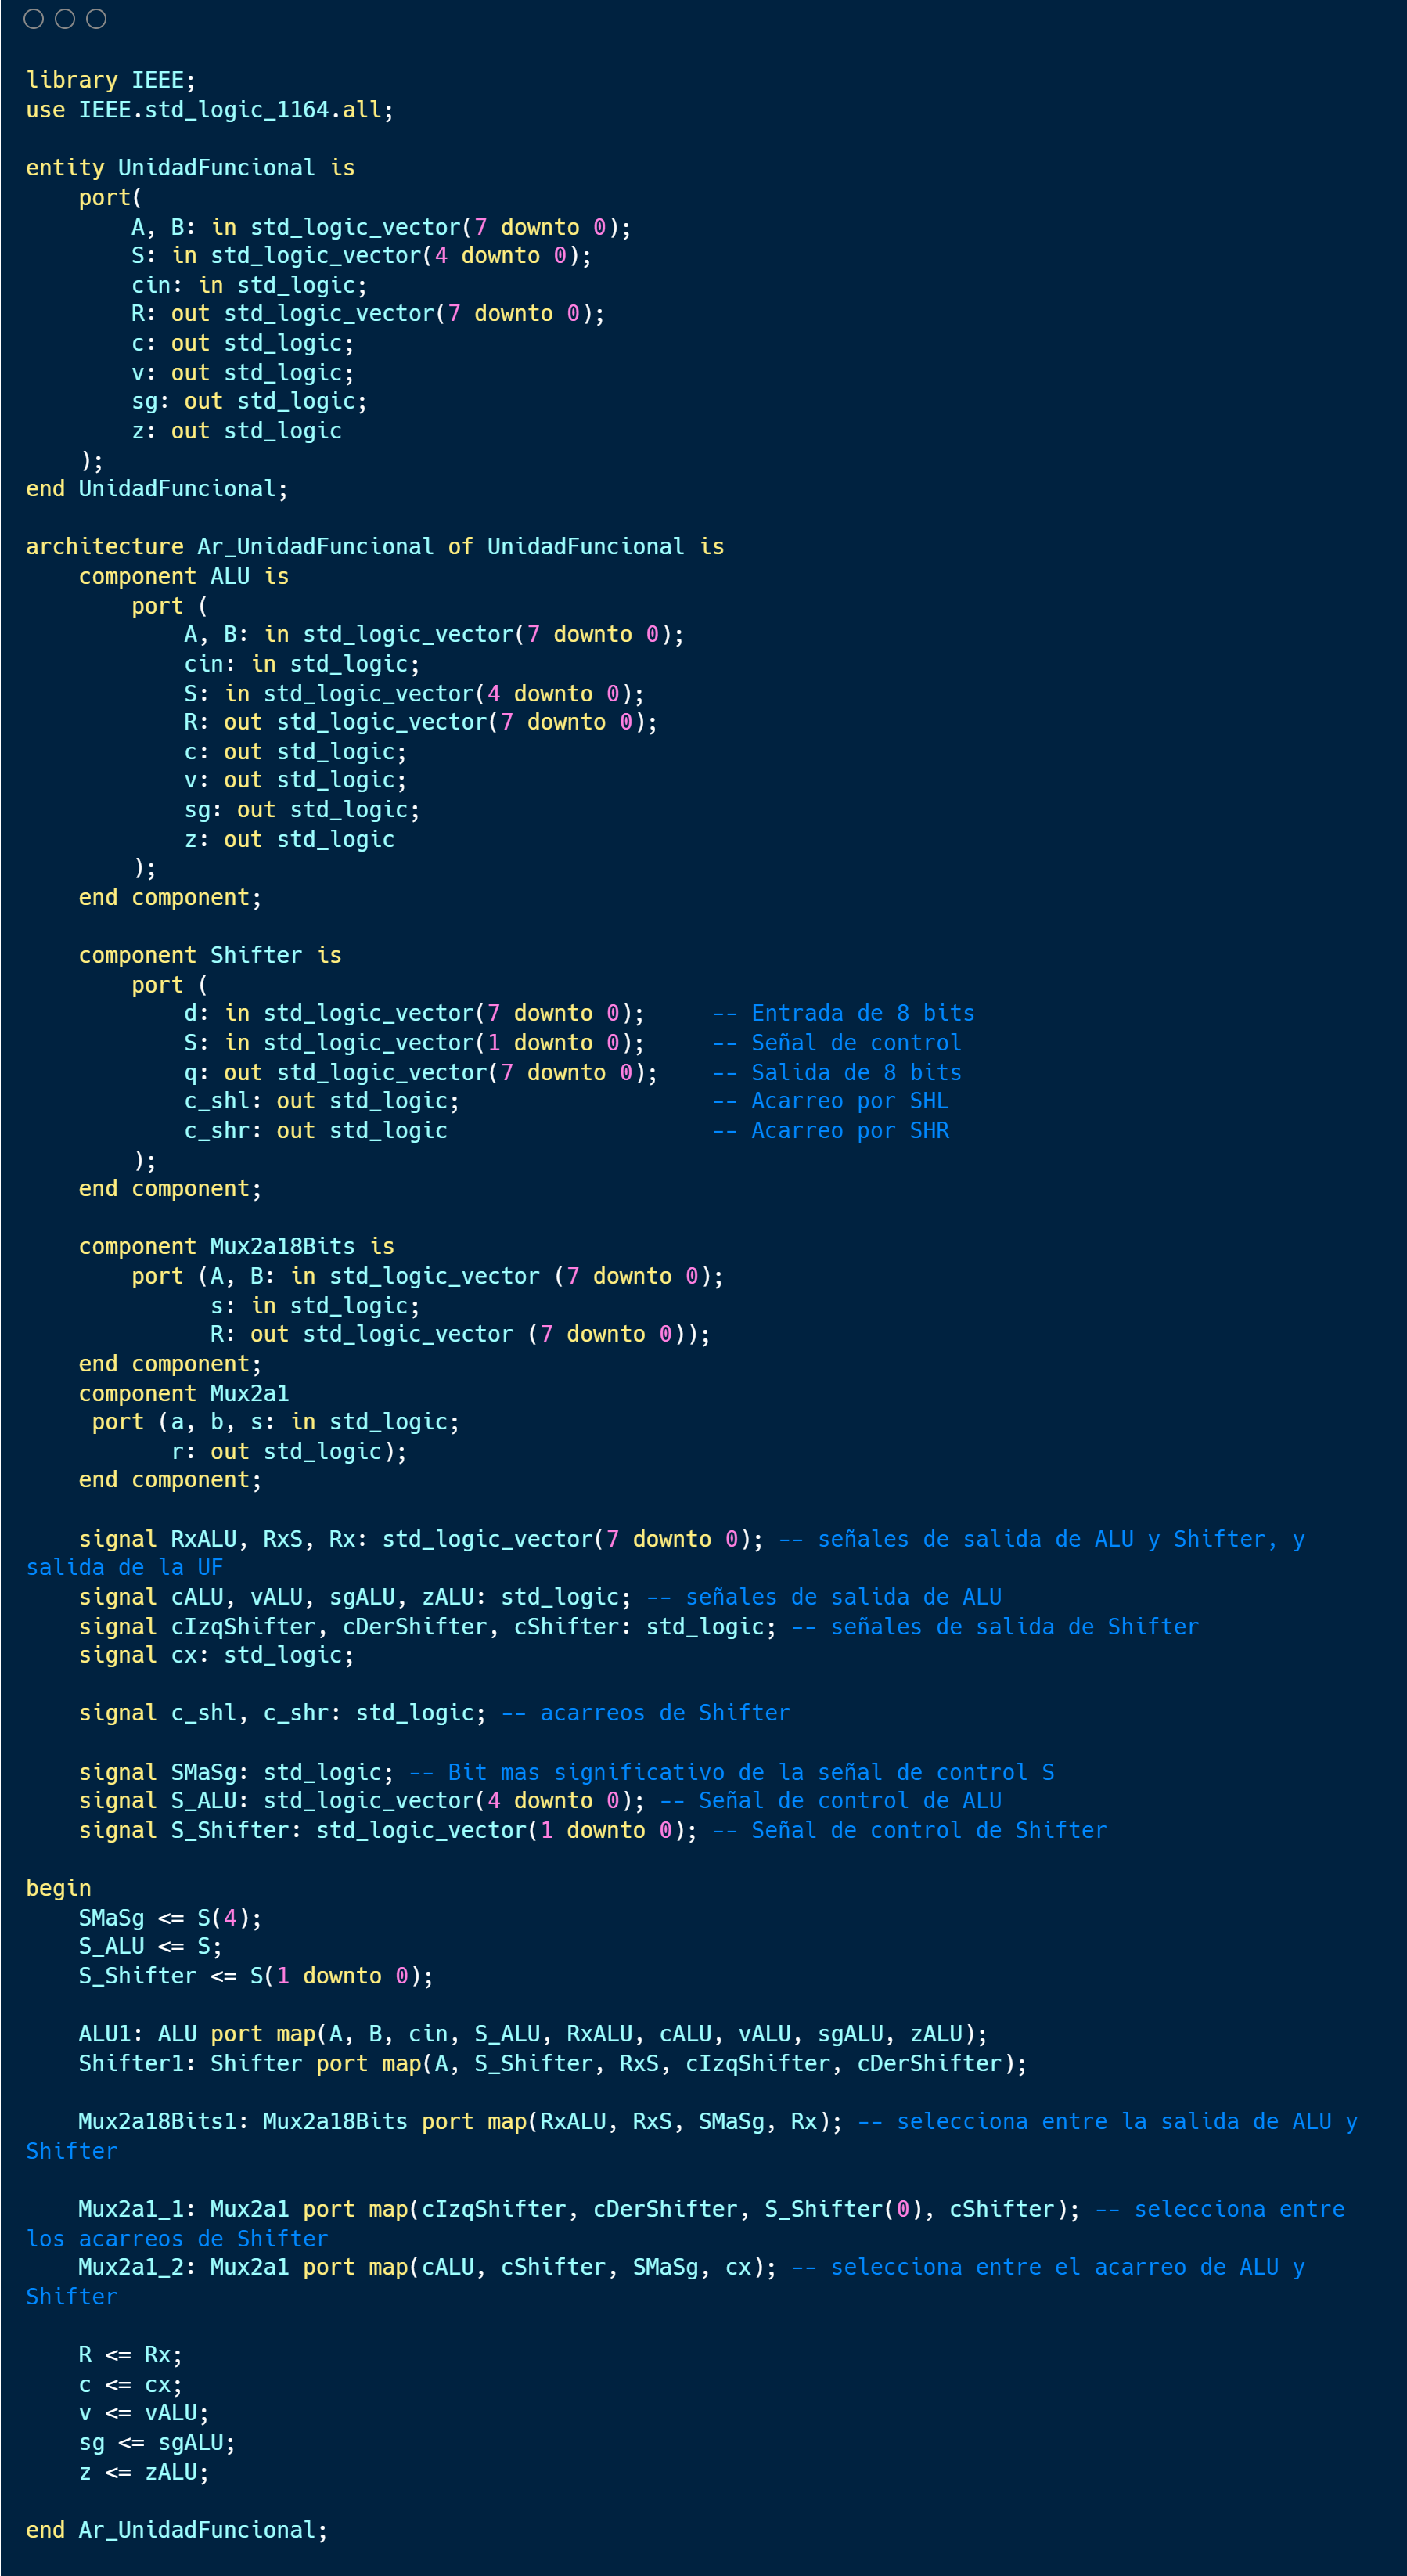 library IEEE;
use IEEE.std_logic_1164.all;

entity UnidadFuncional is
    port(
        A, B: in std_logic_vector(7 downto 0);
        S: in std_logic_vector(4 downto 0);
        cin: in std_logic;
        R: out std_logic_vector(7 downto 0);
        c: out std_logic;
        v: out std_logic;
        sg: out std_logic;
        z: out std_logic
    );
end UnidadFuncional;

architecture Ar_UnidadFuncional of UnidadFuncional is
    component ALU is
        port (
            A, B: in std_logic_vector(7 downto 0);
            cin: in std_logic;
            S: in std_logic_vector(4 downto 0);
            R: out std_logic_vector(7 downto 0);
            c: out std_logic;
            v: out std_logic;
            sg: out std_logic;
            z: out std_logic
        );
    end component;

    component Shifter is
        port (
            d: in std_logic_vector(7 downto 0);     -- Entrada de 8 bits
            S: in std_logic_vector(1 downto 0);     -- Señal de control
            q: out std_logic_vector(7 downto 0);    -- Salida de 8 bits
            c_shl: out std_logic;                   -- Acarreo por SHL
            c_shr: out std_logic                    -- Acarreo por SHR
        );
    end component;

    component Mux2a18Bits is
        port (A, B: in std_logic_vector (7 downto 0);
              s: in std_logic;
              R: out std_logic_vector (7 downto 0));
    end component;
    component Mux2a1
     port (a, b, s: in std_logic;
           r: out std_logic);
    end component;

    signal RxALU, RxS, Rx: std_logic_vector(7 downto 0); -- señales de salida de ALU y Shifter, y
salida de la UF
    signal cALU, vALU, sgALU, zALU: std_logic; -- señales de salida de ALU
    signal cIzqShifter, cDerShifter, cShifter: std_logic; -- señales de salida de Shifter
    signal cx: std_logic;

    signal c_shl, c_shr: std_logic; -- acarreos de Shifter

    signal SMaSg: std_logic; -- Bit mas significativo de la señal de control S
    signal S_ALU: std_logic_vector(4 downto 0); -- Señal de control de ALU
    signal S_Shifter: std_logic_vector(1 downto 0); -- Señal de control de Shifter

begin
    SMaSg <= S(4);
    S_ALU <= S;
    S_Shifter <= S(1 downto 0);

    ALU1: ALU port map(A, B, cin, S_ALU, RxALU, cALU, vALU, sgALU, zALU);
    Shifter1: Shifter port map(A, S_Shifter, RxS, cIzqShifter, cDerShifter);

    Mux2a18Bits1: Mux2a18Bits port map(RxALU, RxS, SMaSg, Rx); -- selecciona entre la salida de ALU y
Shifter

    Mux2a1_1: Mux2a1 port map(cIzqShifter, cDerShifter, S_Shifter(0), cShifter); -- selecciona entre
los acarreos de Shifter
    Mux2a1_2: Mux2a1 port map(cALU, cShifter, SMaSg, cx); -- selecciona entre el acarreo de ALU y
Shifter

    R <= Rx;
    c <= cx;
    v <= vALU;
    sg <= sgALU;
    z <= zALU;

end Ar_UnidadFuncional;